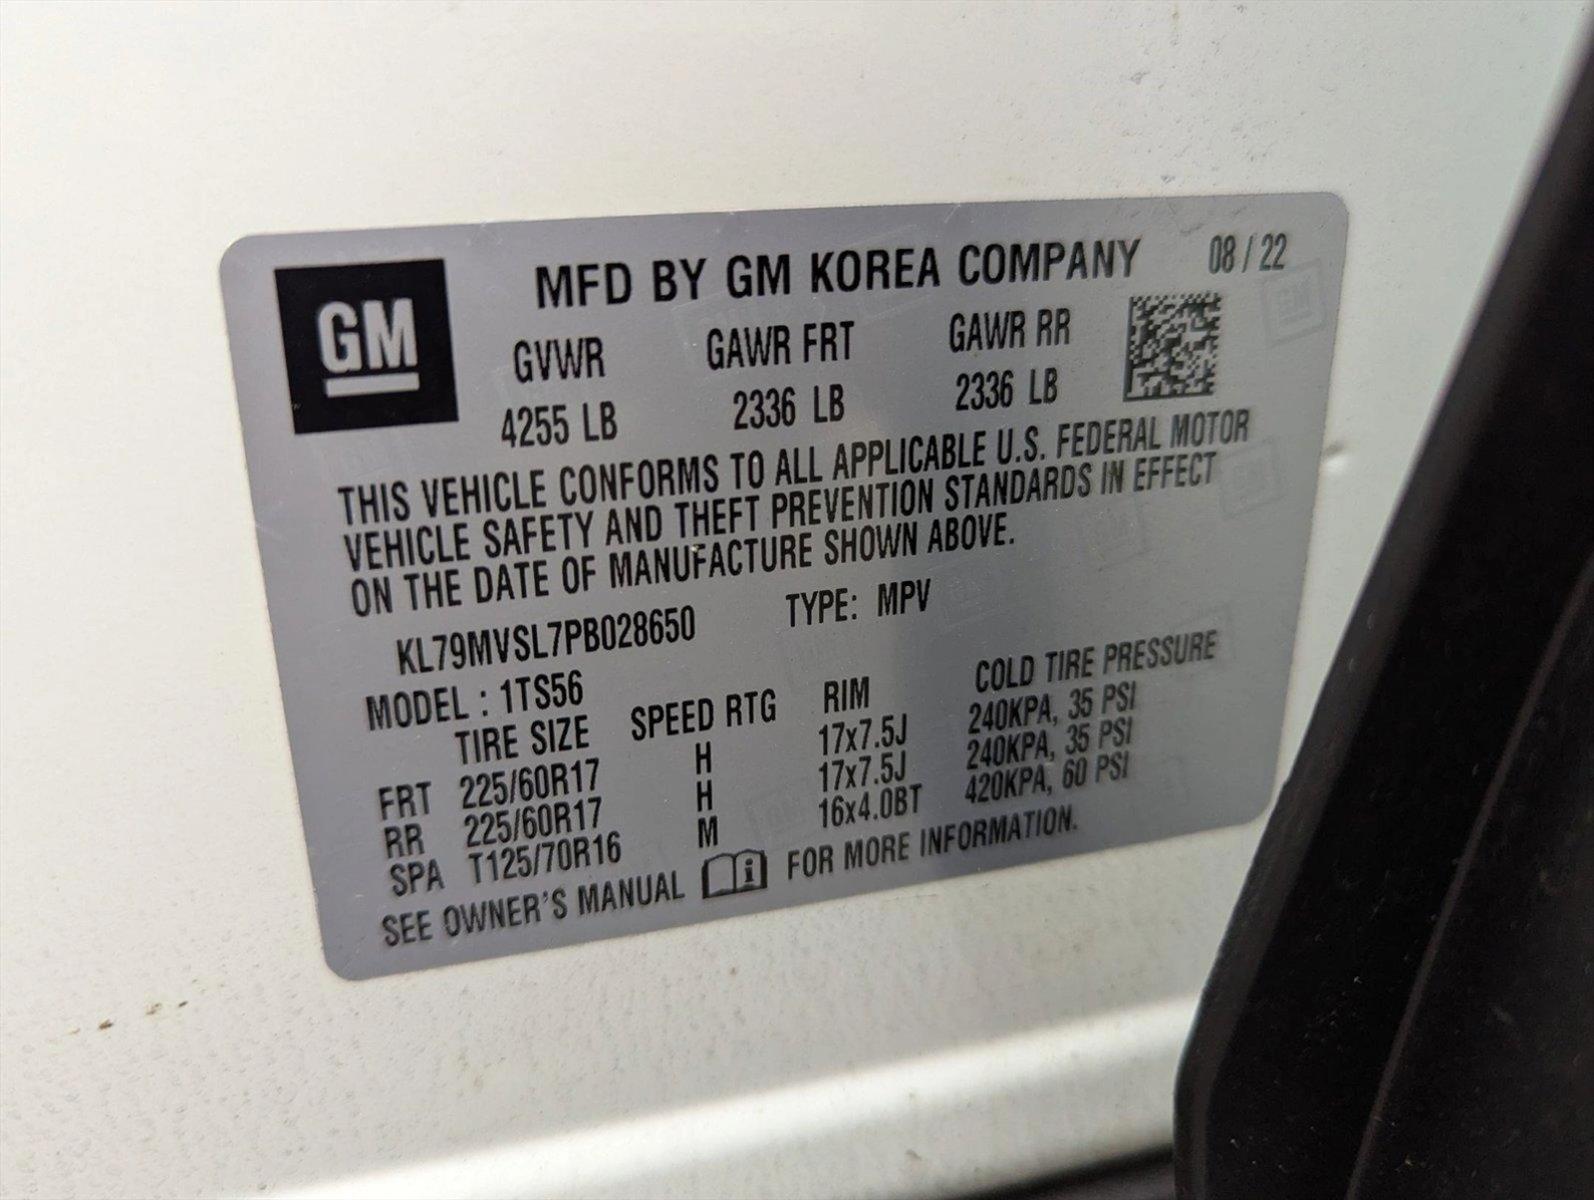 GM
MFD BY GM KOREA COMPANY 08 / 22
GVWR GAWR FRT GAWR RR
4255 LB 2336 LB 2336 LB
THIS VEHICLE CONFORMS TO ALL APPLICABLE U.S. FEDERAL MOTOR
VEHICLE SAFETY AND THEFT PREVENTION STANDARDS IN EFFECT
ON THE DATE OF MANUFACTURE SHOWN ABOVE.
KL79MVSL7PB028650 TYPE: MPV
MODEL : 1TS56
TIRE SIZE SPEED RTG RIM COLD TIRE PRESSURE
FRT 225/60R17 H 17x7.5J 240KPA, 35 PSI
RR 225/60R17 H 17x7.5J 240KPA, 35 PSI
SPA T125/70R16 M 16x4.0BT 420KPA, 60 PSI
SEE OWNER'S MANUAL FOR MORE INFORMATION.